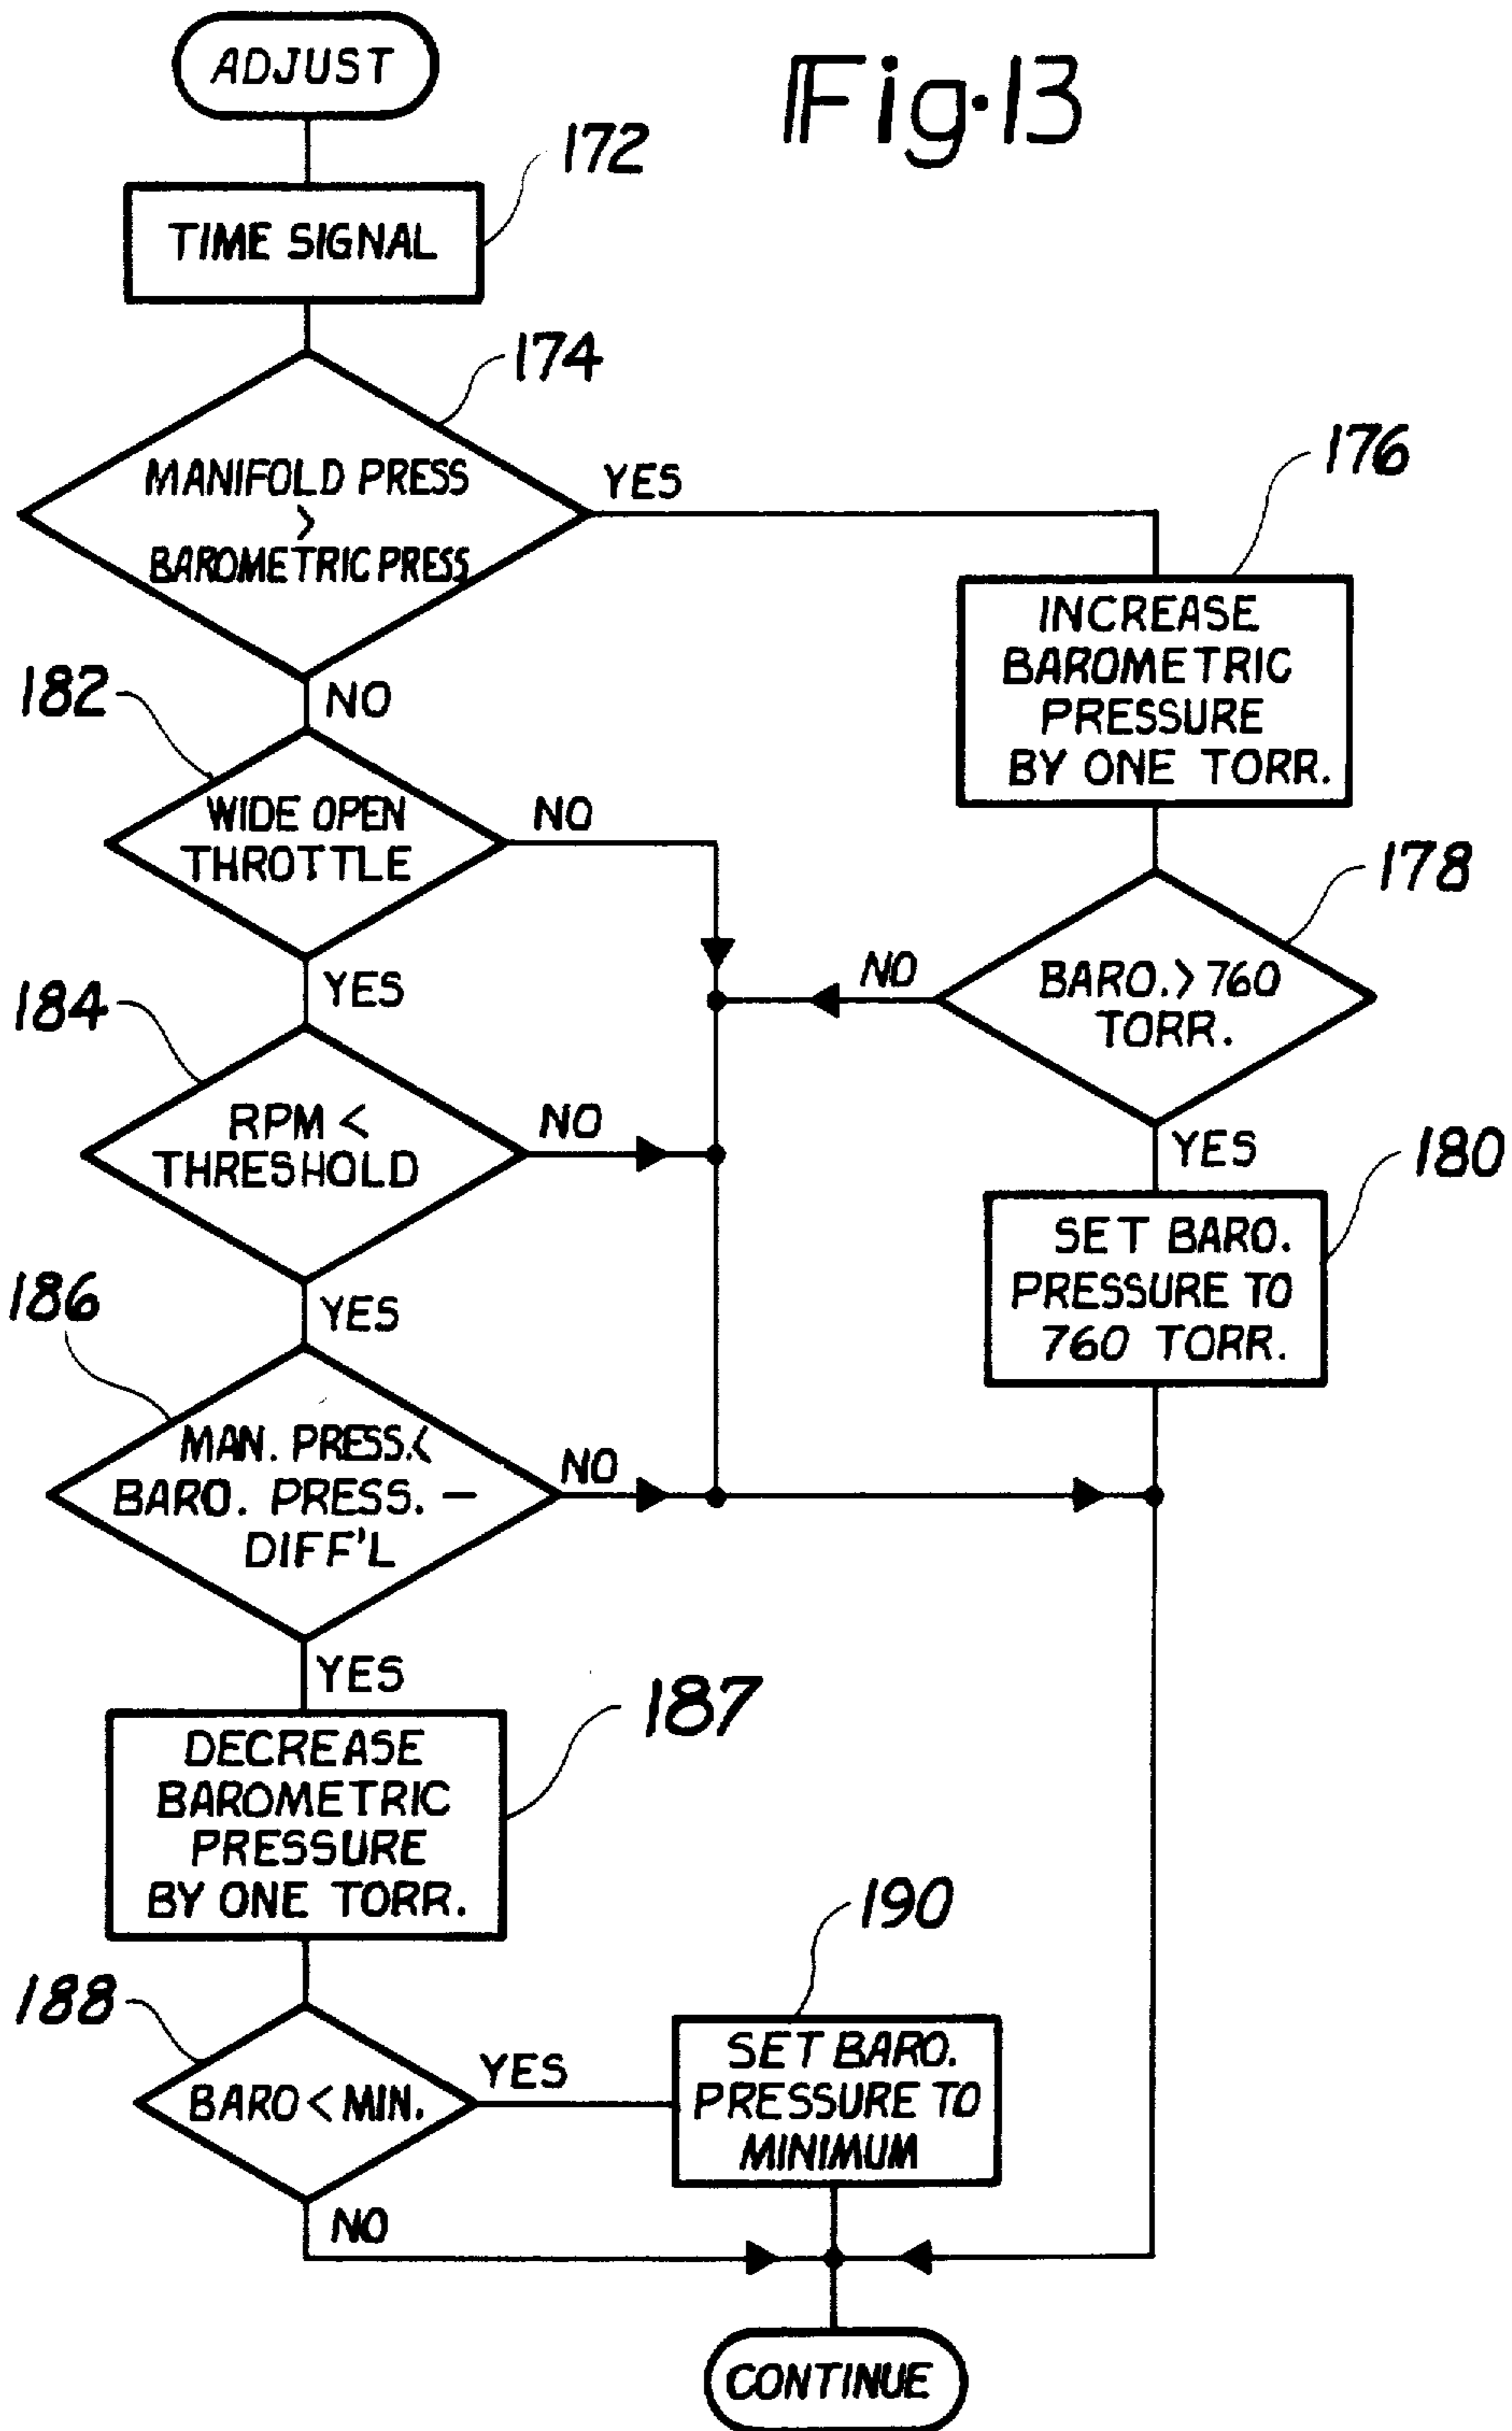 ADJUST
Fig. 13
172
TIME SIGNAL
174
MANIFOLD PRESS
>
BAROMETRIC PRESS
YES
176
INCREASE
BAROMETRIC
PRESSURE
BY ONE TORR.
NO
182
WIDE OPEN
THROTTLE
NO
178
BARO. > 760
TORR.
NO
YES
184
RPM <
THRESHOLD
NO
YES
180
SET BARO.
PRESSURE TO
760 TORR.
YES
186
MAN. PRESS. <
BARO. PRESS. –
DIFF'L
NO
YES
187
DECREASE
BAROMETRIC
PRESSURE
BY ONE TORR.
188
BARO < MIN.
YES
190
SET BARO.
PRESSURE TO
MINIMUM
NO
CONTINUE